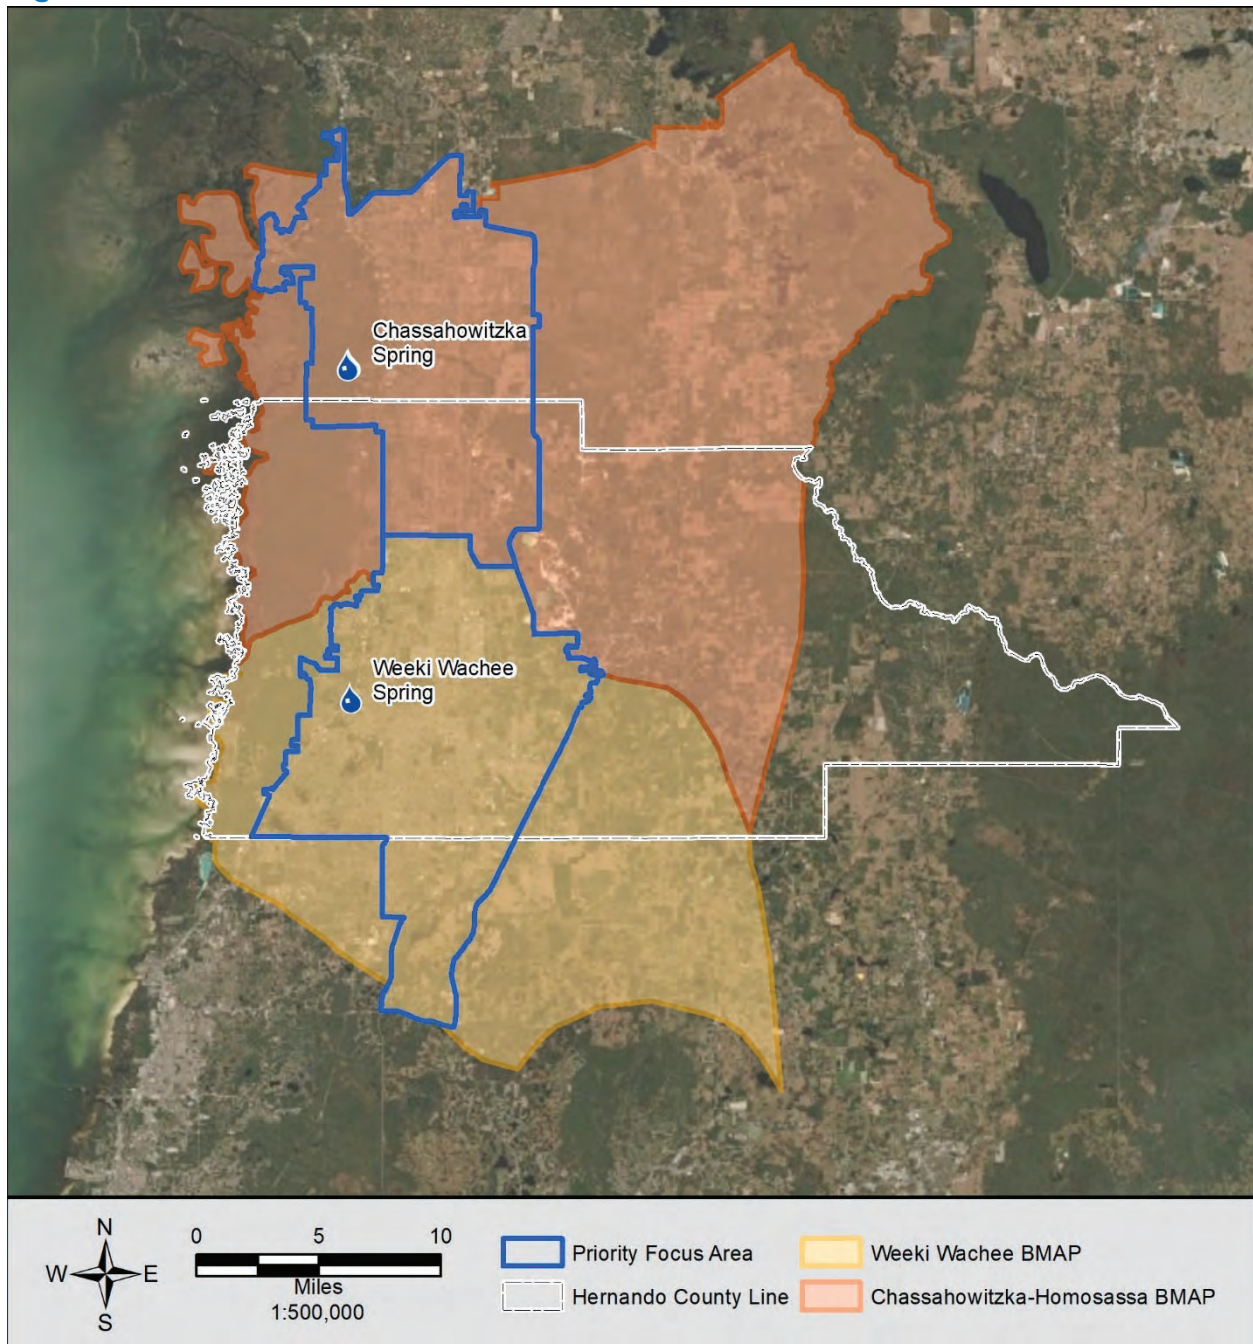 Chassahowitzka
Spring
Weeki Wachee
Spring
N
W
E
S
0 5 10
Miles
1:500,000
Priority Focus Area
Hernando County Line
Weeki Wachee BMAP
Chassahowitzka-Homosassa BMAP